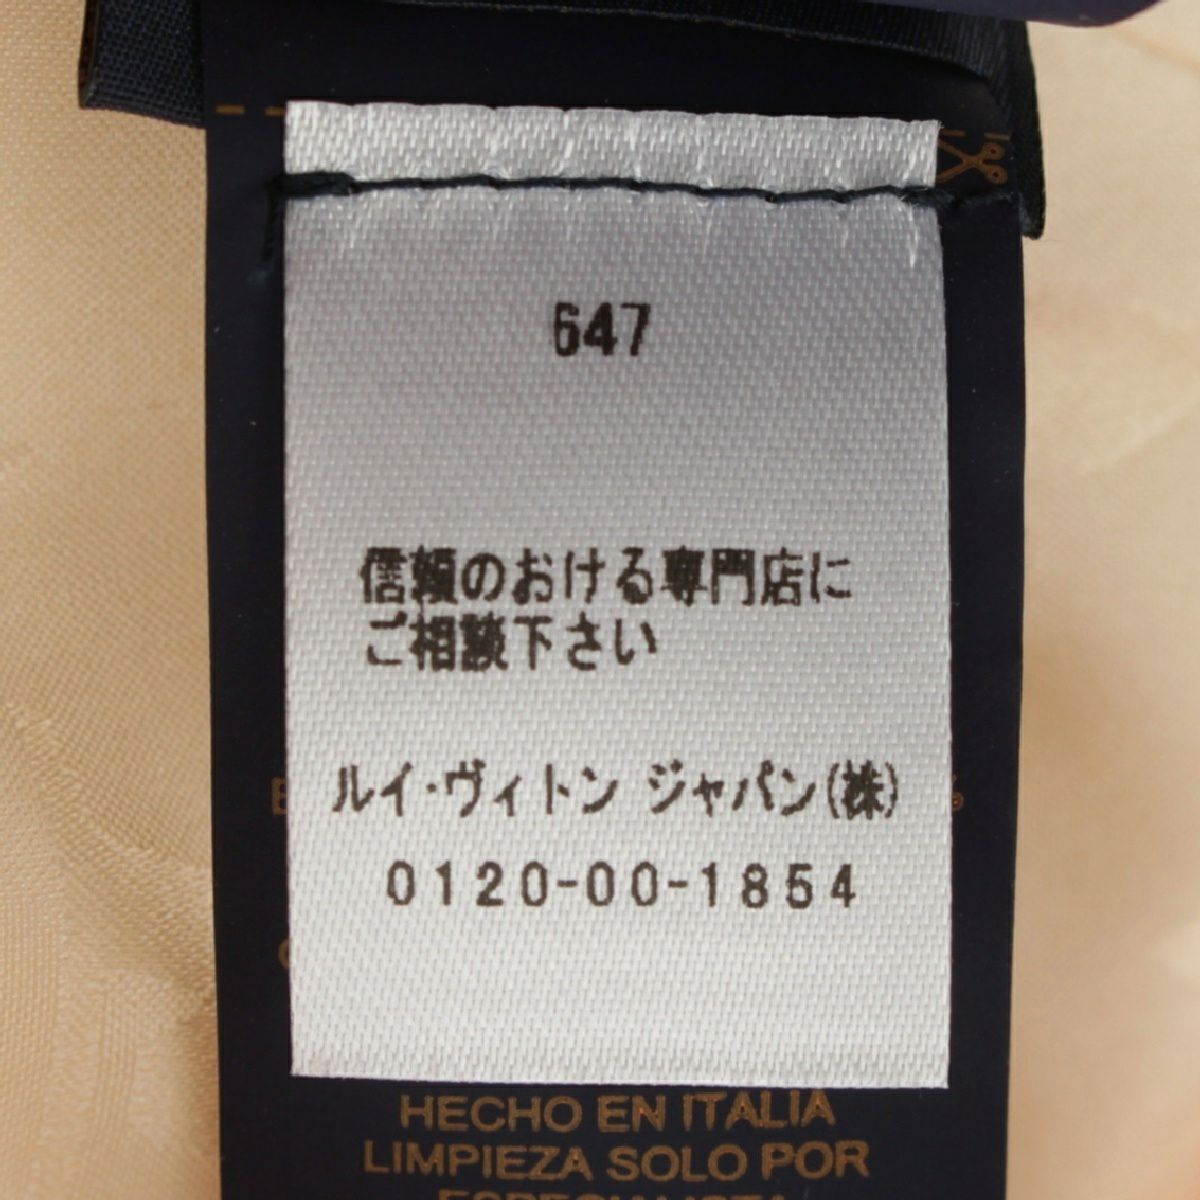 647
信頼のおける専門店に
ご相談下さい
ルイ・ヴィトン ジャパン(株)
0120-00-1854
HECHO EN ITALIA
LIMPIEZA SOLO POR
ESPECIALISTA